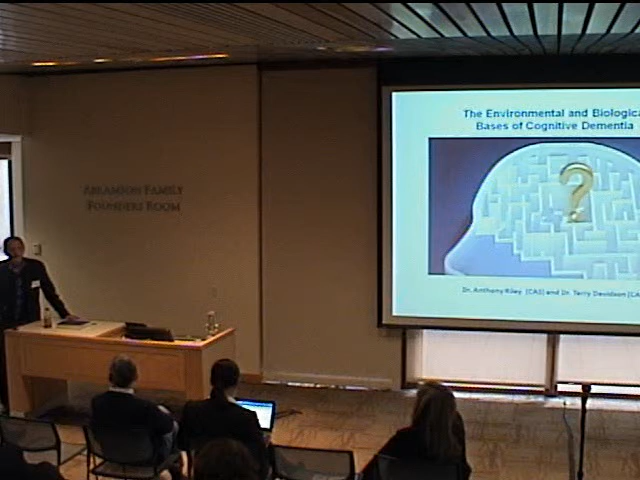 ABRAMSON FAMILY
FOUNDERS ROOM
The Environmental and Biologica
Bases of Cognitive Dementia
?
Dr. Anthony Riley (CAS) and Dr. Terry Davidson (CA